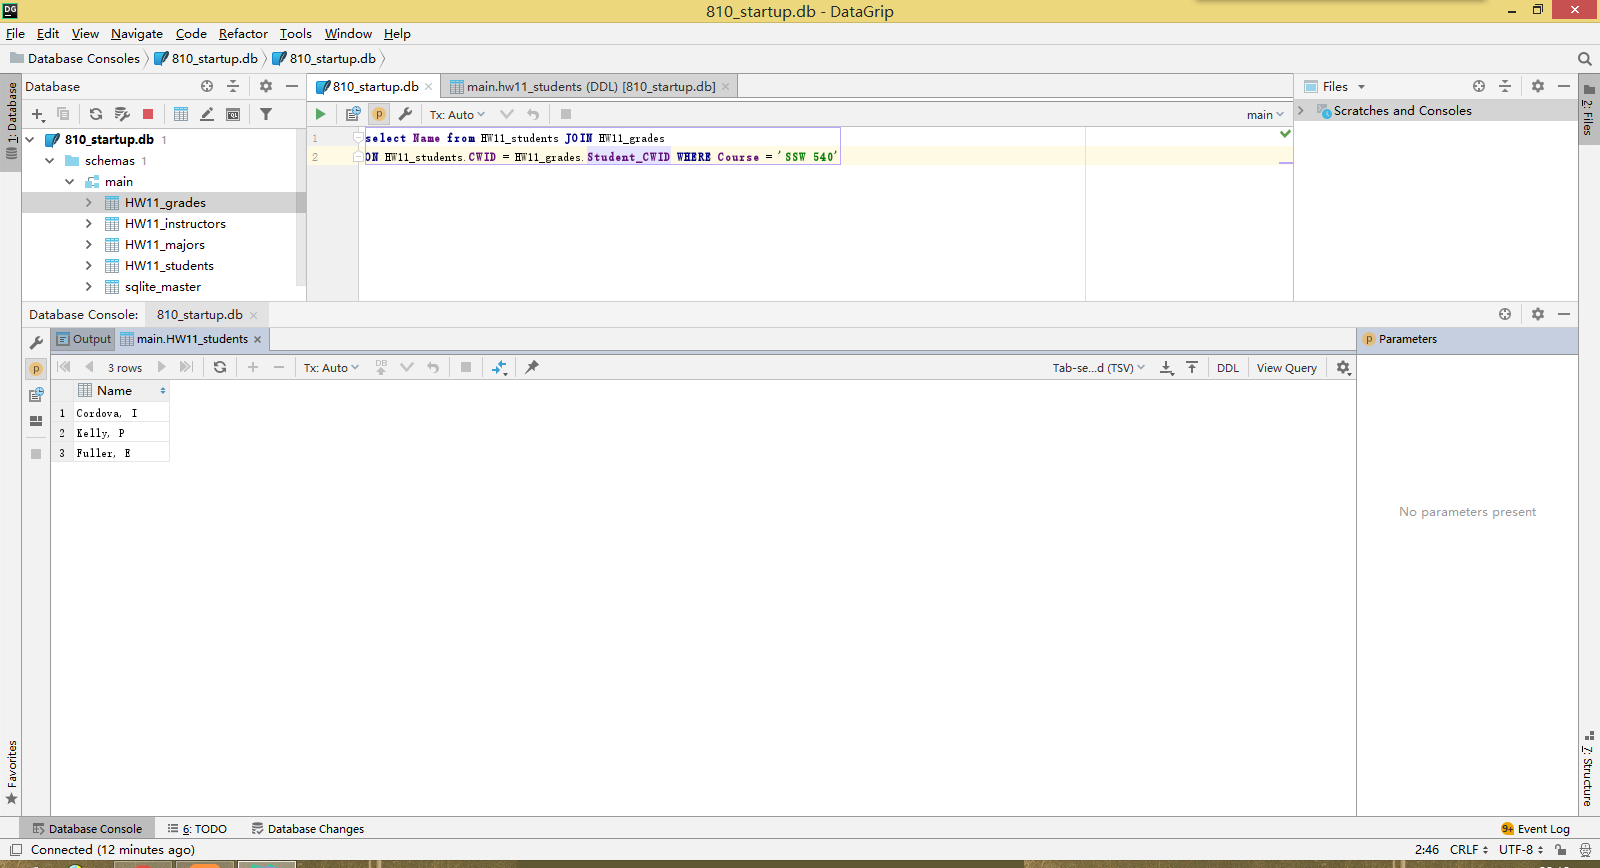 DG
810_startup.db - DataGrip
File Edit View Navigate Code Refactor Tools Window Help
Database Consoles 810_startup.db 810_startup.db
1: Database
Database
810_startup.db 1
schemas 1
main
HW11_grades
HW11_instructors
HW11_majors
HW11_students
sqlite_master
810_startup.db main.hw11_students (DDL) [810_startup.db]
Tx: Auto main
1 select Name from HW11_students JOIN HW11_grades
2 ON HW11_students.CWID = HW11_grades.Student_CWID WHERE Course = 'SSW 540'
Files
Scratches and Consoles
2: Files
Database Console: 810_startup.db
Output main.HW11_students
3 rows Tx: Auto DB Tab-se...d (TSV) DDL View Query
Name
1 Cordova, I
2 Kelly, P
3 Fuller, E
p Parameters
No parameters present
Favorites
7: Structure
Database Console 6: TODO Database Changes 9+ Event Log
Connected (12 minutes ago) 2:46 CRLF UTF-8